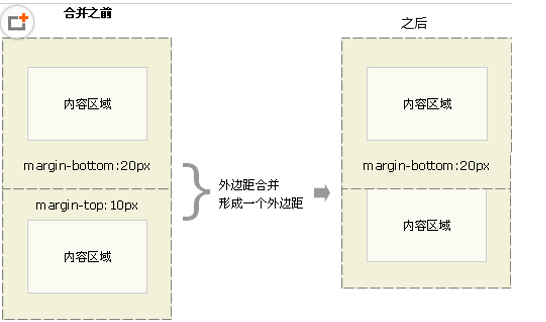 合并之前
之后
内容区域
margin-bottom:20px
margin-top:10px
内容区域
外边距合并
形成一个外边距
内容区域
margin-bottom:20px
内容区域